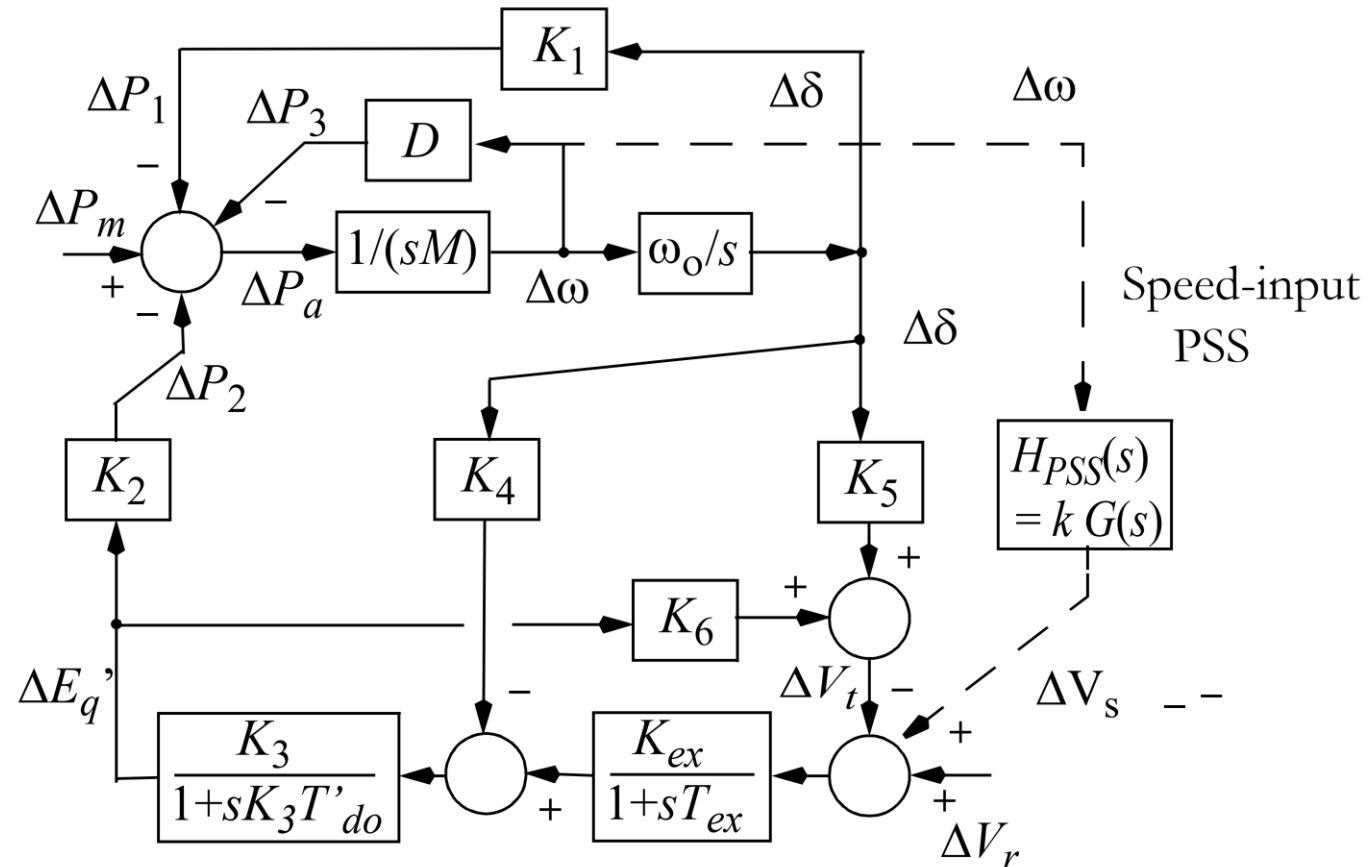 K1
Δδ
Δω
ΔP1
ΔP3
D
-
-
ΔPm
+
1/(sM)
ωo/s
ΔPa
Δω
-
Speed-input
PSS
Δδ
ΔP2
K2
K4
K5
HPSS(s)
= k G(s)
+
+
K6
ΔEq’
-
ΔVt
-
ΔVs
+
K3
1+sK3T’do
+
Kex
1+sTex
+
ΔVr